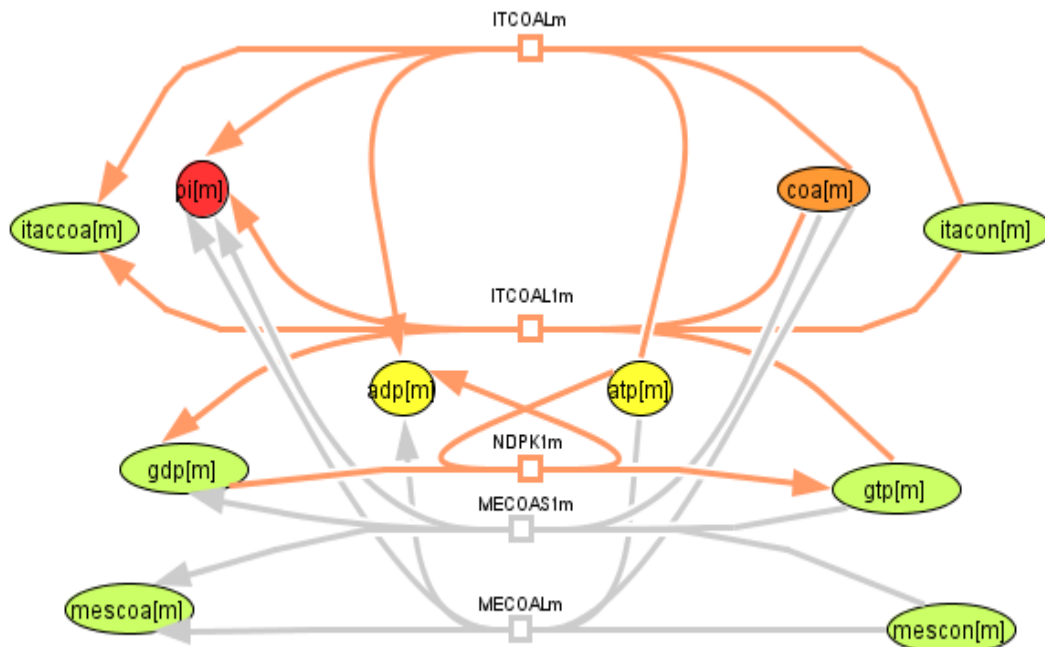 ITCOALm
pi[m]
coa[m]
itaccoa[m]
itacon[m]
ITCOAL1m
adp[m]
atp[m]
NDPK1m
gdp[m]
gtp[m]
MECOAS1m
mescoa[m]
MECOALm
mescon[m]